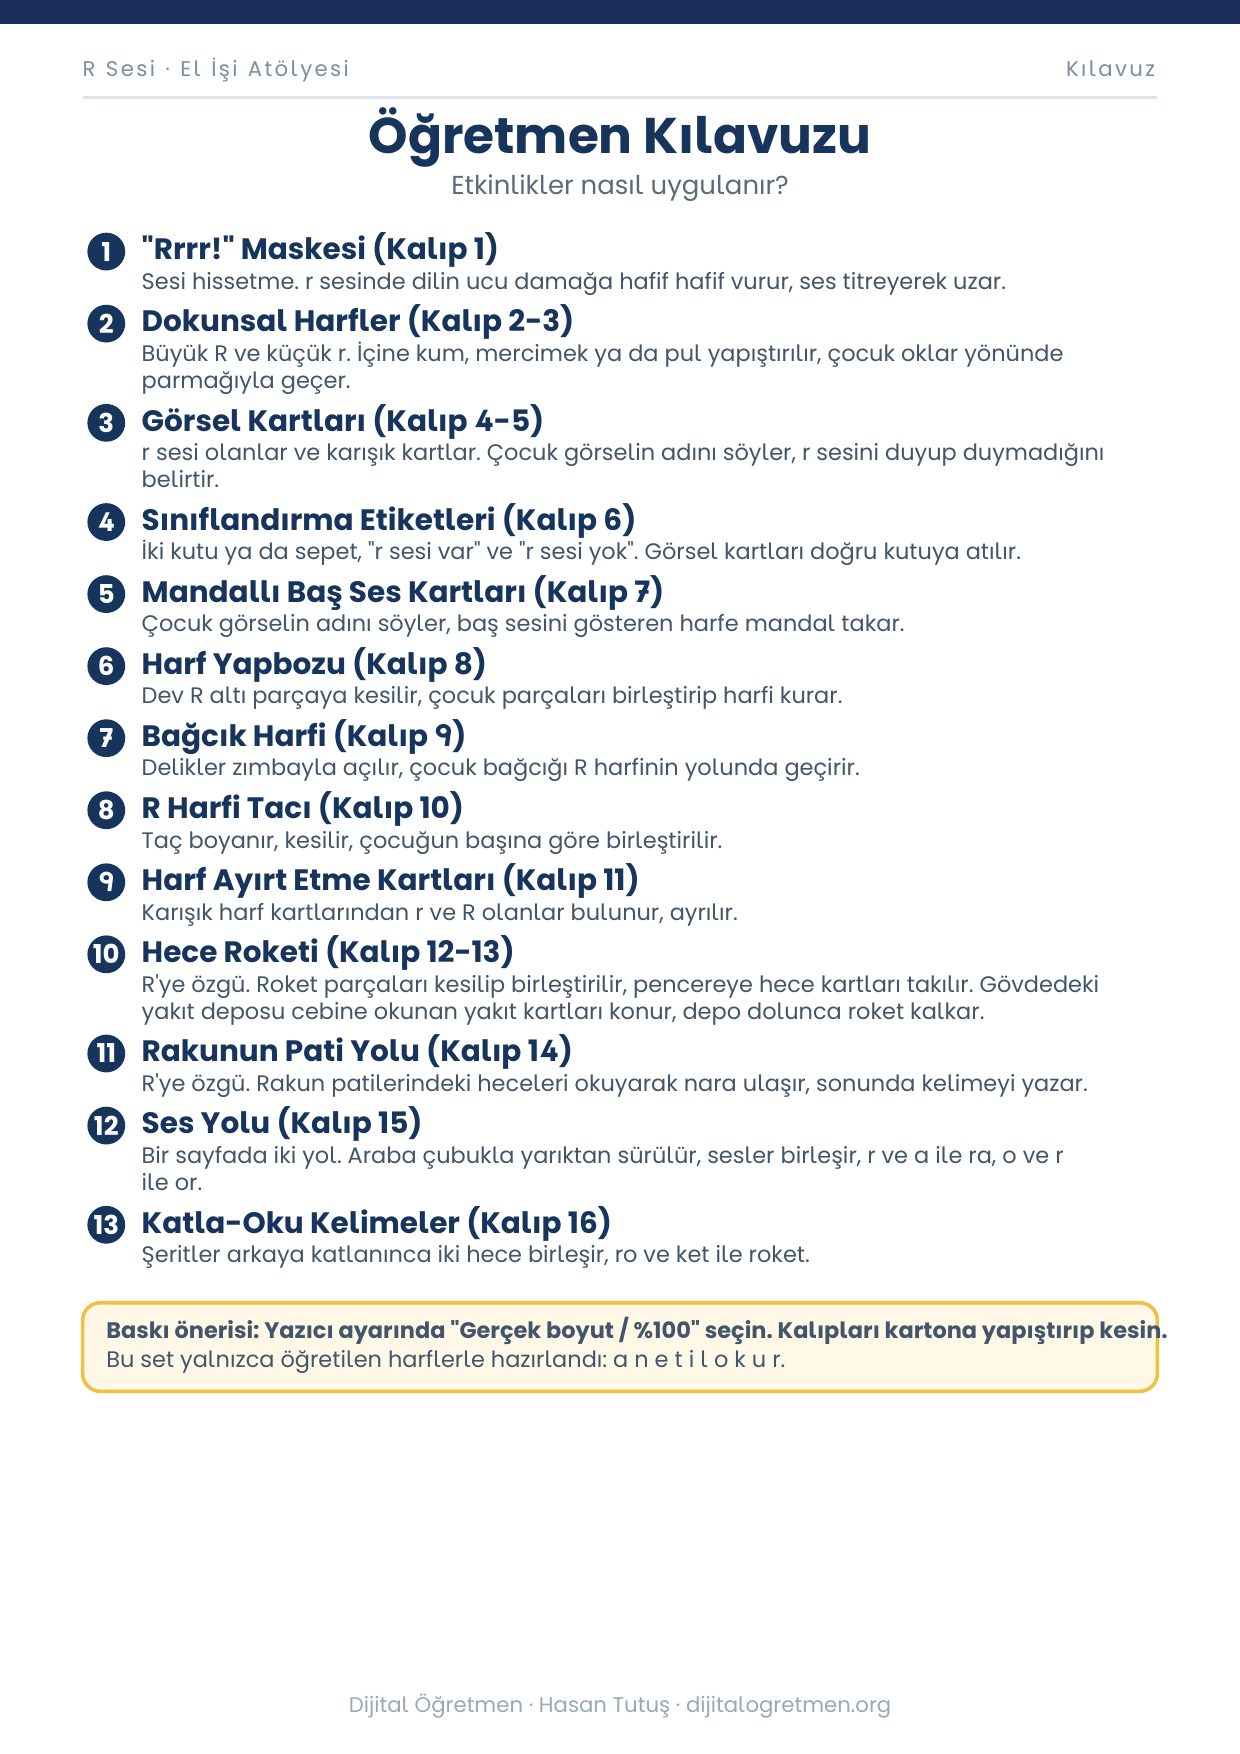 R Sesi · El İşi Atölyesi
Kılavuz
Öğretmen Kılavuzu
Etkinlikler nasıl uygulanır?
1 "Rrrr!" Maskesi (Kalıp 1)
Sesi hissetme. r sesinde dilin ucu damağa hafif hafif vurur, ses titreyerek uzar.
2 Dokunsal Harfler (Kalıp 2-3)
Büyük R ve küçük r. İçine kum, mercimek ya da pul yapıştırılır, çocuk oklar yönünde
parmağıyla geçer.
3 Görsel Kartları (Kalıp 4-5)
r sesi olanlar ve karışık kartlar. Çocuk görselin adını söyler, r sesini duyup duymadığını
belirtir.
4 Sınıflandırma Etiketleri (Kalıp 6)
İki kutu ya da sepet, "r sesi var" ve "r sesi yok". Görsel kartları doğru kutuya atılır.
5 Mandallı Baş Ses Kartları (Kalıp 7)
Çocuk görselin adını söyler, baş sesini gösteren harfe mandal takar.
6 Harf Yapbozu (Kalıp 8)
Dev R altı parçaya kesilir, çocuk parçaları birleştirip harfi kurar.
7 Bağcık Harfi (Kalıp 9)
Delikler zımbayla açılır, çocuk bağcığı R harfinin yolunda geçirir.
8 R Harfi Tacı (Kalıp 10)
Taç boyanır, kesilir, çocuğun başına göre birleştirilir.
9 Harf Ayırt Etme Kartları (Kalıp 11)
Karışık harf kartlarından r ve R olanlar bulunur, ayrılır.
10 Hece Roketi (Kalıp 12-13)
R'ye özgü. Roket parçaları kesilip birleştirilir, pencereye hece kartları takılır. Gövdedeki
yakıt deposu cebine okunan yakıt kartları konur, depo dolunca roket kalkar.
11 Rakunun Pati Yolu (Kalıp 14)
R'ye özgü. Rakun patilerindeki heceleri okuyarak nara ulaşır, sonunda kelimeyi yazar.
12 Ses Yolu (Kalıp 15)
Bir sayfada iki yol. Araba çubukla yarıktan sürülür, sesler birleşir, r ve a ile ra, o ve r
ile or.
13 Katla-Oku Kelimeler (Kalıp 16)
Şeritler arkaya katlanınca iki hece birleşir, ro ve ket ile roket.
Baskı önerisi: Yazıcı ayarında "Gerçek boyut / %100" seçin. Kalıpları kartona yapıştırıp kesin.
Bu set yalnızca öğretilen harflerle hazırlandı: a n e t i l o k u r.
Dijital Öğretmen · Hasan Tutuş · dijitalogretmen.org